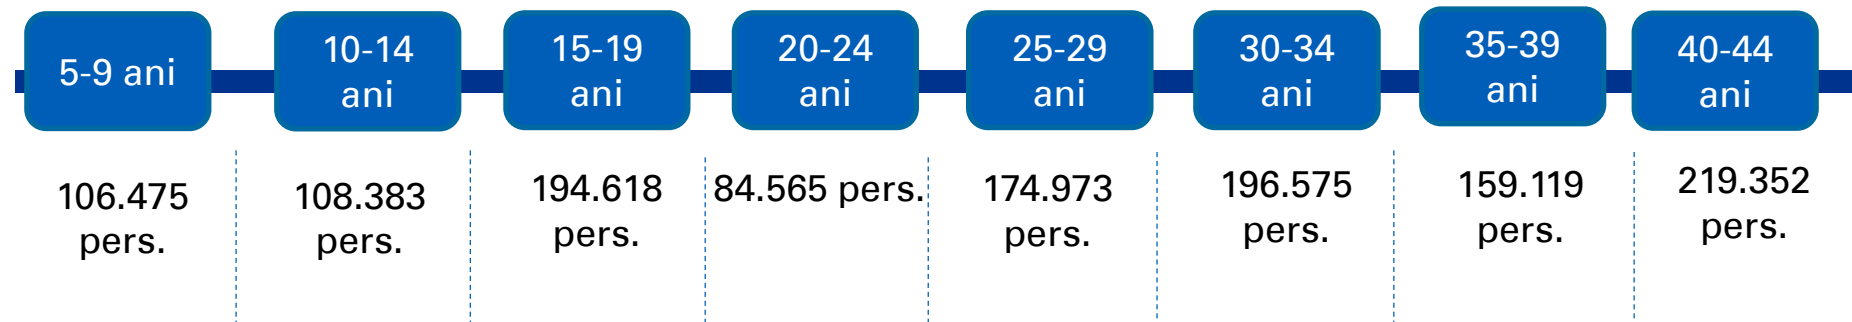 5-9 ani
10-14
ani
15-19
ani
20-24
ani
25-29
ani
30-34
ani
35-39
ani
40-44
ani
106.475
pers.
108.383
pers.
194.618
pers.
84.565 pers.
174.973
pers.
196.575
pers.
159.119
pers.
219.352
pers.